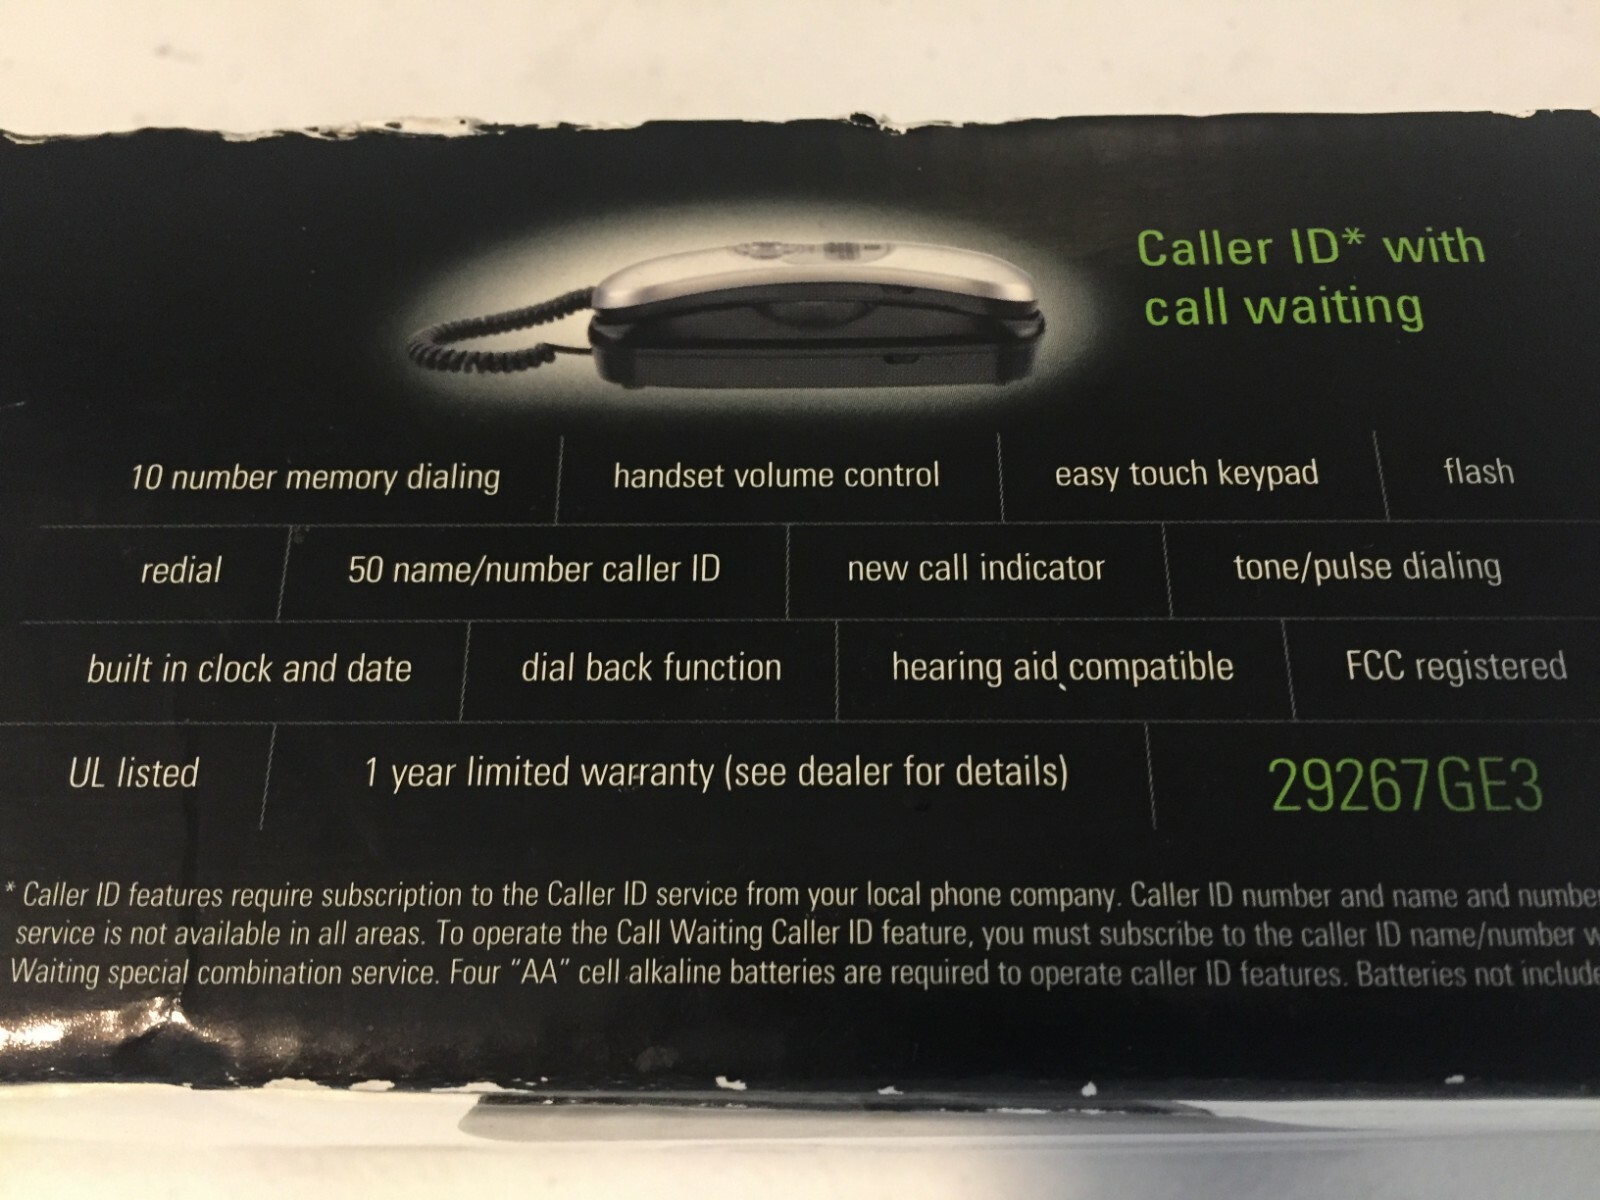 Caller ID* with
call waiting
10 number memory dialing handset volume control easy touch keypad flash
redial 50 name/number caller ID new call indicator tone/pulse dialing
built in clock and date dial back function hearing aid compatible FCC registered
UL listed 1 year limited warranty (see dealer for details) 29267GE3
* Caller ID features require subscription to the Caller ID service from your local phone company. Caller ID number and name and number
service is not available in all areas. To operate the Call Waiting Caller ID feature, you must subscribe to the caller ID name/number
Waiting special combination service. Four "AA" cell alkaline batteries are required to operate caller ID features. Batteries not